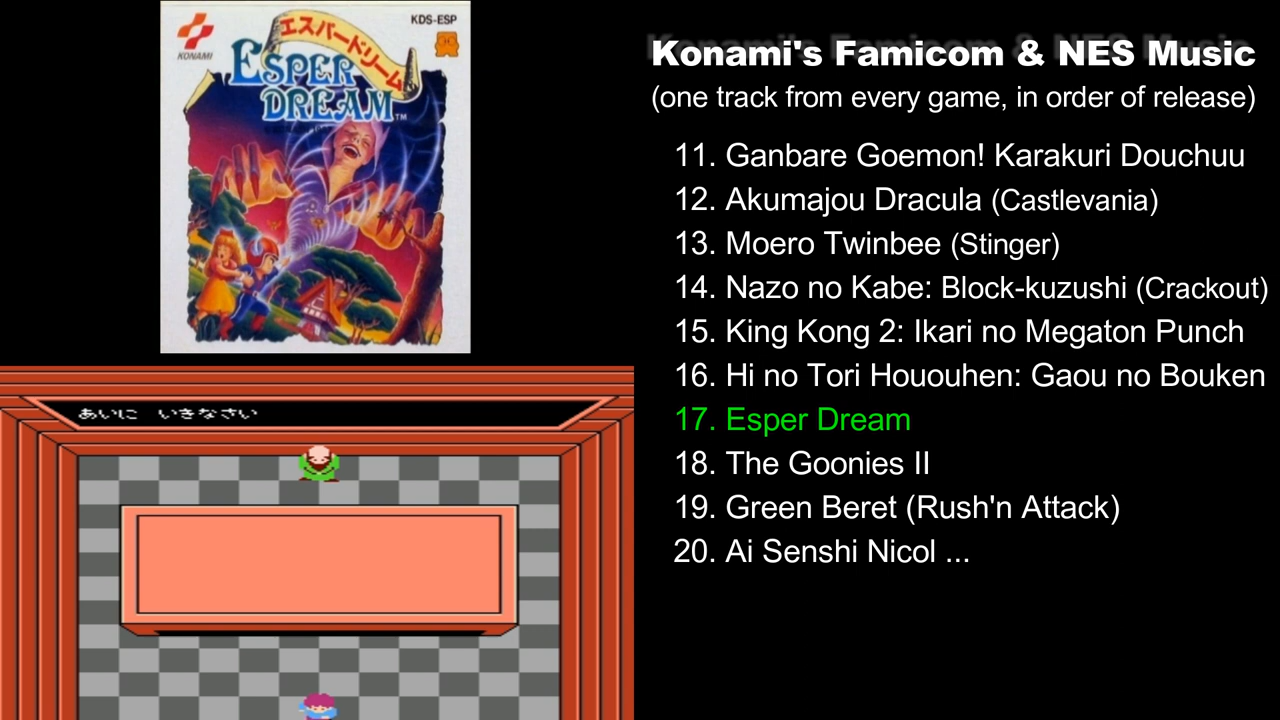 KDS-ESP
KONAMI
エスパードリーム
ESPER
DREAM™
あいに いきなさい
Konami's Famicom & NES Music
(one track from every game, in order of release)
11. Ganbare Goemon! Karakuri Douchuu
12. Akumajou Dracula (Castlevania)
13. Moero Twinbee (Stinger)
14. Nazo no Kabe: Block-kuzushi (Crackout)
15. King Kong 2: Ikari no Megaton Punch
16. Hi no Tori Hououhen: Gaou no Bouken
17. Esper Dream
18. The Goonies II
19. Green Beret (Rush'n Attack)
20. Ai Senshi Nicol ...